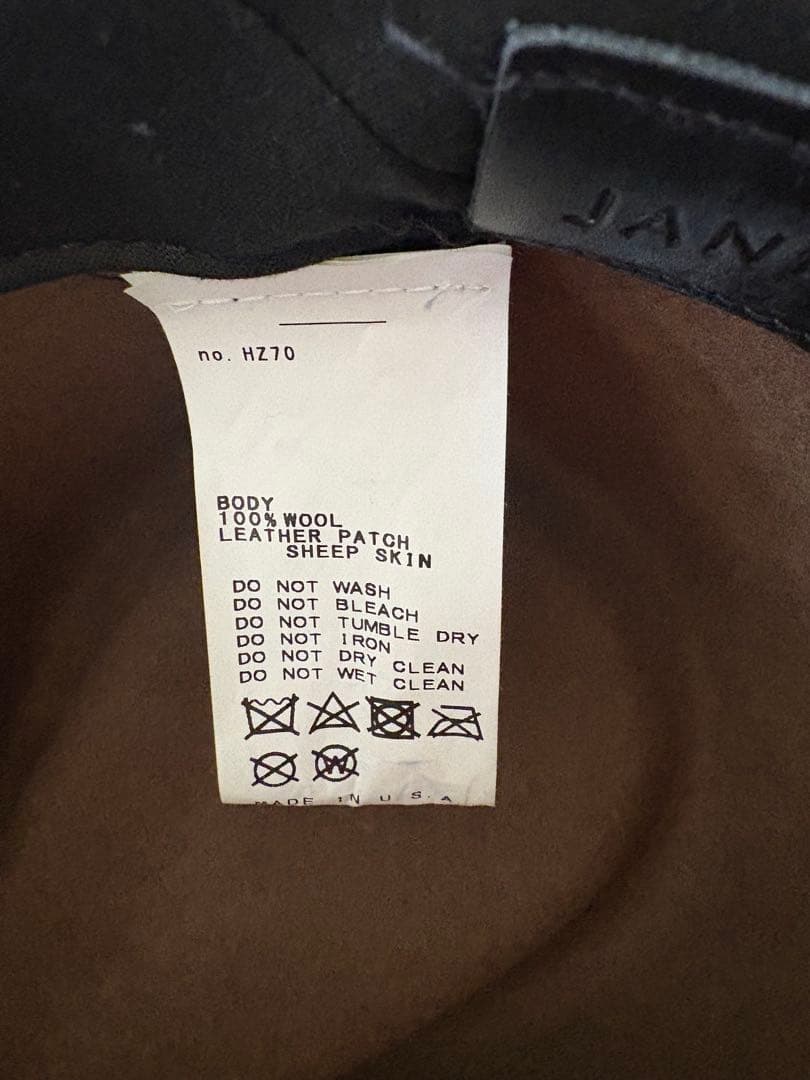 JAN
no. HZ70
BODY
100% WOOL
LEATHER PATCH
SHEEP SKIN
DO NOT WASH
DO NOT BLEACH
DO NOT TUMBLE DRY
DO NOT IRON
DO NOT DRY CLEAN
DO NOT WET CLEAN
W
MADE IN U.S.A